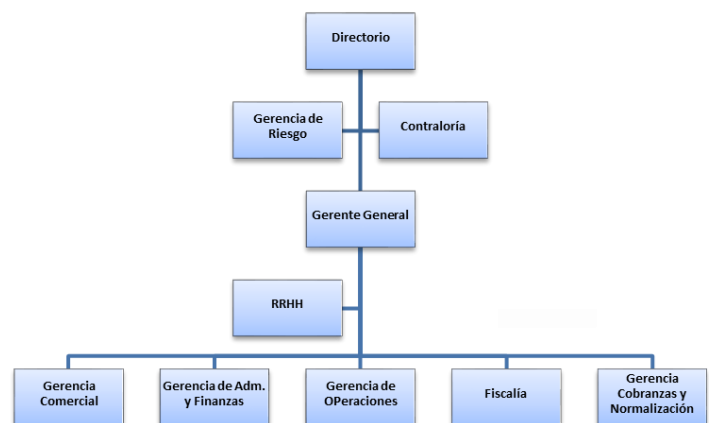 Directorio
Gerencia de
Riesgo
Contraloría
Gerente General
RRHH
Gerencia
Comercial
Gerencia de Adm.
y Finanzas
Gerencia de
OPeraciones
Fiscalía
Gerencia
Cobranzas y
Normalización